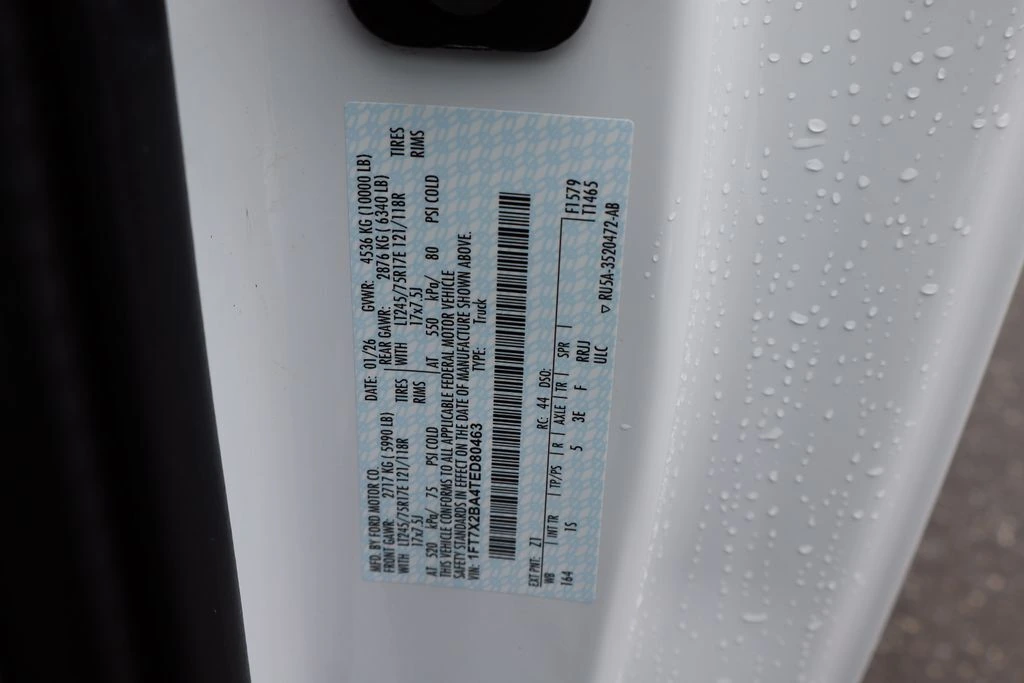 MFD. BY FORD MOTOR CO. DATE: 01/26 GVWR: 4536 KG (10000 LB)
FRONT GAWR: 2717 KG ( 5990 LB) REAR GAWR: 2876 KG ( 6340 LB)
WITH LT245/75R17E 121/118R TIRES WITH LT245/75R17E 121/118R TIRES
17x7.5J RIMS 17x7.5J RIMS
AT 520 kPa/ 75 PSI COLD AT 550 kPa/ 80 PSI COLD
THIS VEHICLE CONFORMS TO ALL APPLICABLE FEDERAL MOTOR VEHICLE
SAFETY STANDARDS IN EFFECT ON THE DATE OF MANUFACTURE SHOWN ABOVE.
VIN: 1FT7X2BA4TED80463 TYPE: Truck
EXT PNT: Z1 RC: 44 DSO: F1579
WB INT TR TP/PS R AXLE TR SPR T1465
164 1S 5 3E F RRJJ
ULC ▽ RU5A-3520472-AB